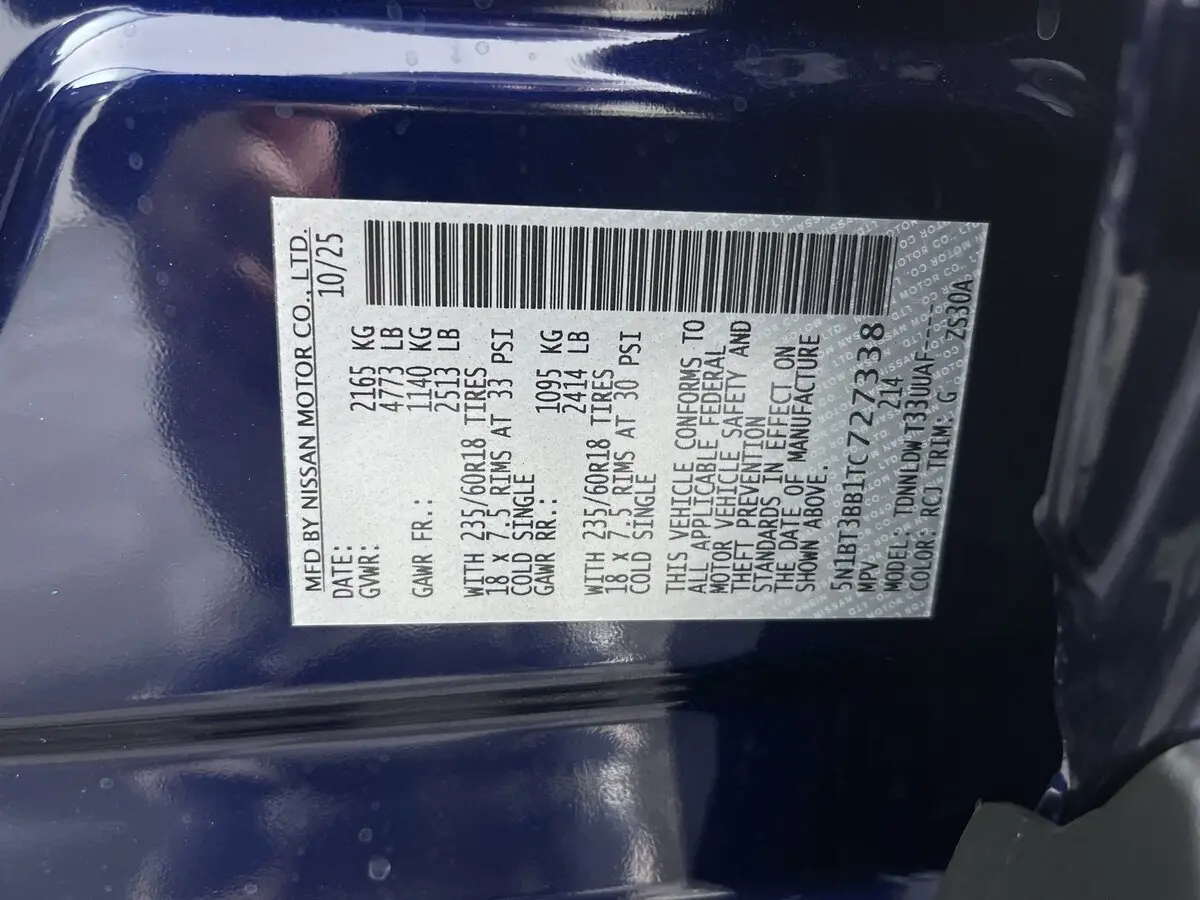 MFD BY NISSAN MOTOR CO., LTD.
DATE: 10/25
GVWR: 2165 KG
4773 LB
GAWR FR.: 1140 KG
2513 LB
WITH 235/60R18 TIRES
18 X 7.5 RIMS AT 33 PSI
COLD SINGLE
GAWR RR.: 1095 KG
2414 LB
WITH 235/60R18 TIRES
18 X 7.5 RIMS AT 30 PSI
COLD SINGLE
THIS VEHICLE CONFORMS TO
ALL APPLICABLE FEDERAL
MOTOR VEHICLE SAFETY AND
THEFT PREVENTION
STANDARDS IN EFFECT ON
THE DATE OF MANUFACTURE
SHOWN ABOVE.
5N1BT3BB1TC727338
MPV 214
MODEL: TDNNLDW T33UUAF----
COLOR: RCJ TRIM: G ZS30A